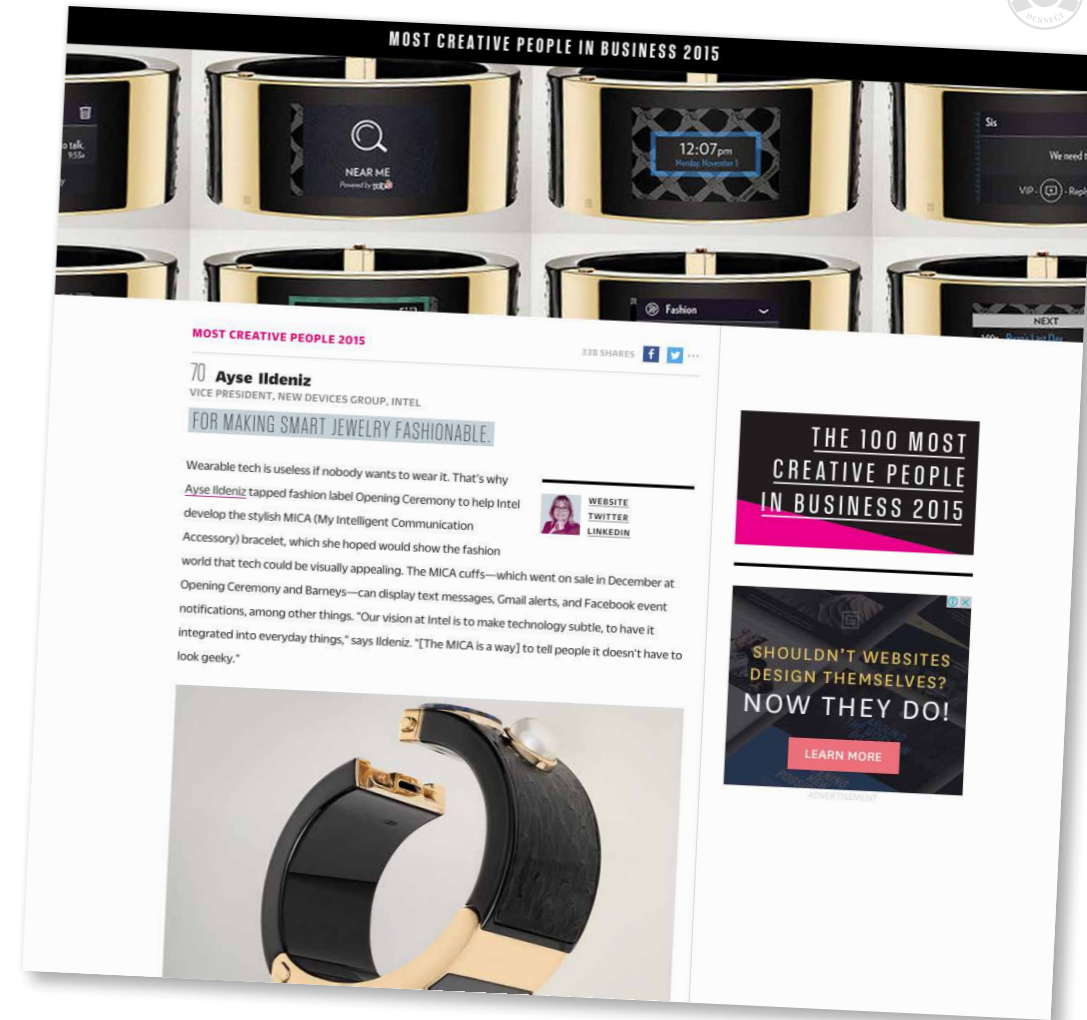 DERNEĞİ
MOST CREATIVE PEOPLE IN BUSINESS 2015
o talk.
9:55a
NEAR ME
Powered by
12:07pm
Monday, November 3
Sis
We need t
VIP -
- Repl
Fashion
NEXT
MOST CREATIVE PEOPLE 2015
338 SHARES
70 Ayse Ildeniz
VICE PRESIDENT, NEW DEVICES GROUP, INTEL
FOR MAKING SMART JEWELRY FASHIONABLE.
Wearable tech is useless if nobody wants to wear it. That's why
Ayse Ildeniz tapped fashion label Opening Ceremony to help Intel
develop the stylish MICA (My Intelligent Communication
Accessory) bracelet, which she hoped would show the fashion
world that tech could be visually appealing. The MICA cuffs—which went on sale in December at
Opening Ceremony and Barneys—can display text messages, Gmail alerts, and Facebook event
notifications, among other things. "Our vision at Intel is to make technology subtle, to have it
integrated into everyday things," says Ildeniz. "[The MICA is a way] to tell people it doesn't have to
look geeky."
WEBSITE
TWITTER
LINKEDIN
THE 100 MOST
CREATIVE PEOPLE
IN BUSINESS 2015
SHOULDN'T WEBSITES
DESIGN THEMSELVES?
NOW THEY DO!
LEARN MORE
ADVERTISEMENT